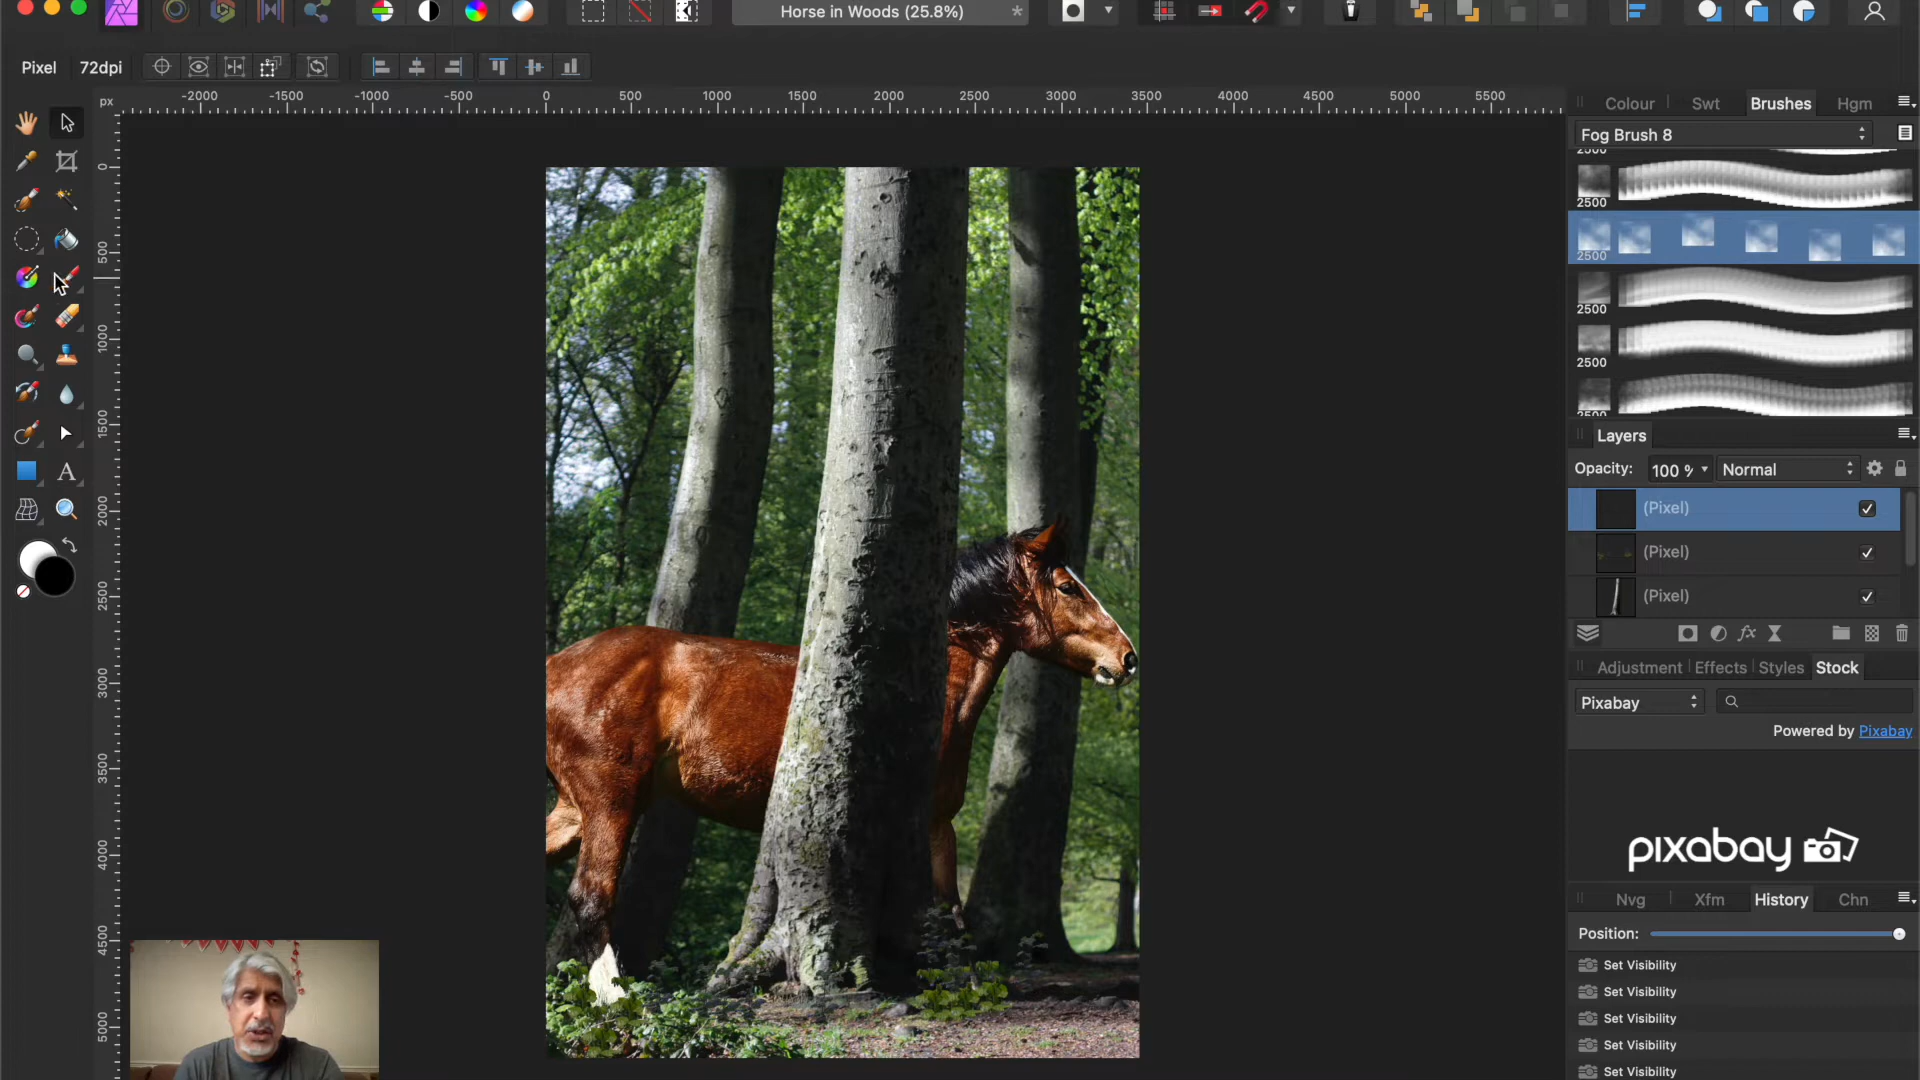 Horse in Woods (25.8%)
*
Pixel
72dpi
px
-2000 -1500 -1000 -500 0 500 1000 1500 2000 2500 3000 3500 4000 4500 5000 5500
0
500
1000
1500
2000
2500
3000
3500
4000
4500
5000
A
Colour
Swt
Brushes
Hgm
Fog Brush 8
2500
2500
2500
2500
2500
2500
Layers
Opacity:
100 %
Normal
(Pixel)
(Pixel)
(Pixel)
fx
Adjustment
Effects
Styles
Stock
Pixabay
Powered by Pixabay
pixabay
Nvg
Xfm
History
Chn
Position:
Set Visibility
Set Visibility
Set Visibility
Set Visibility
Set Visibility